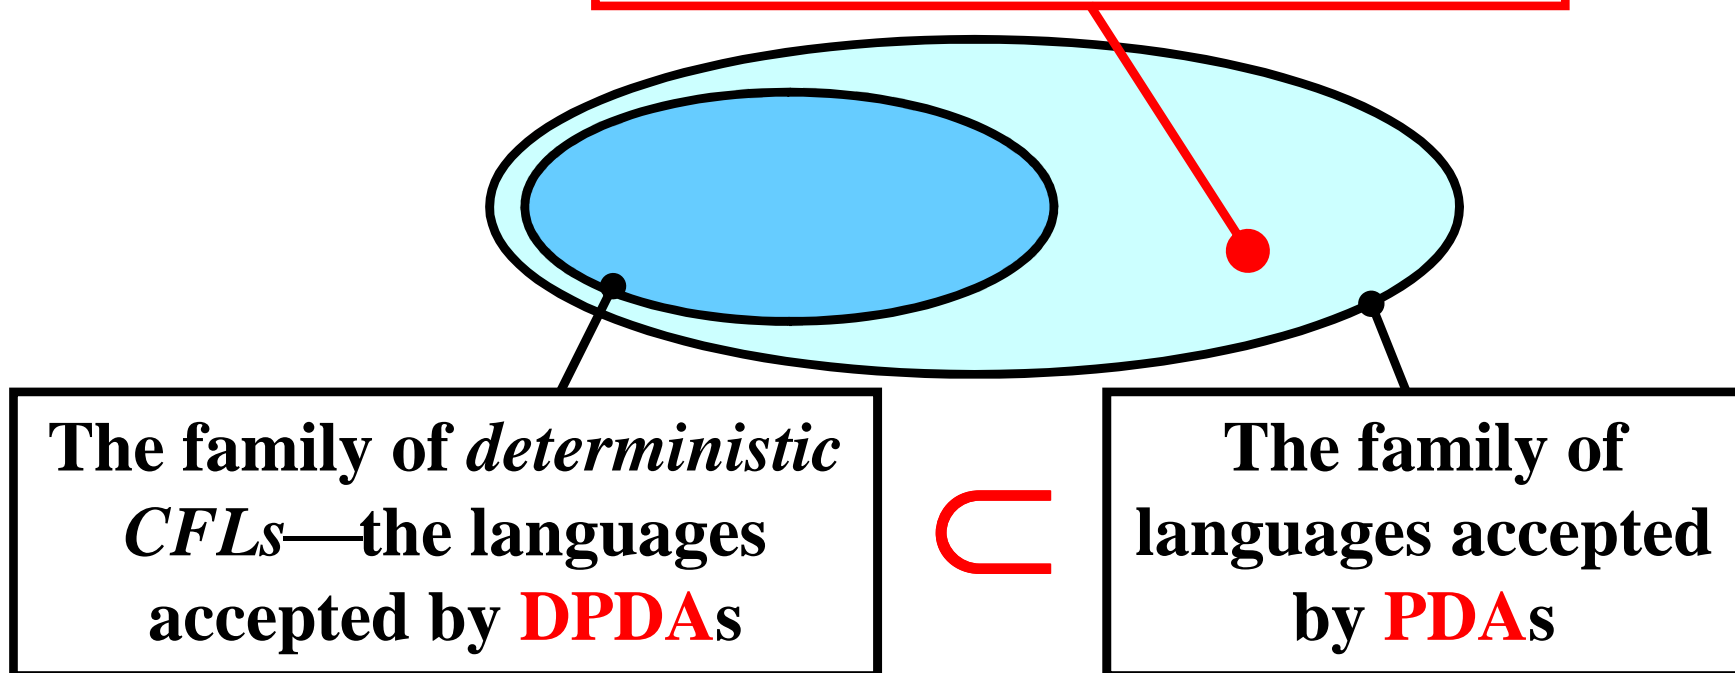 The family of deterministic
CFLs—the languages
accepted by DPDAs
⊂
The family of
languages accepted
by PDAs